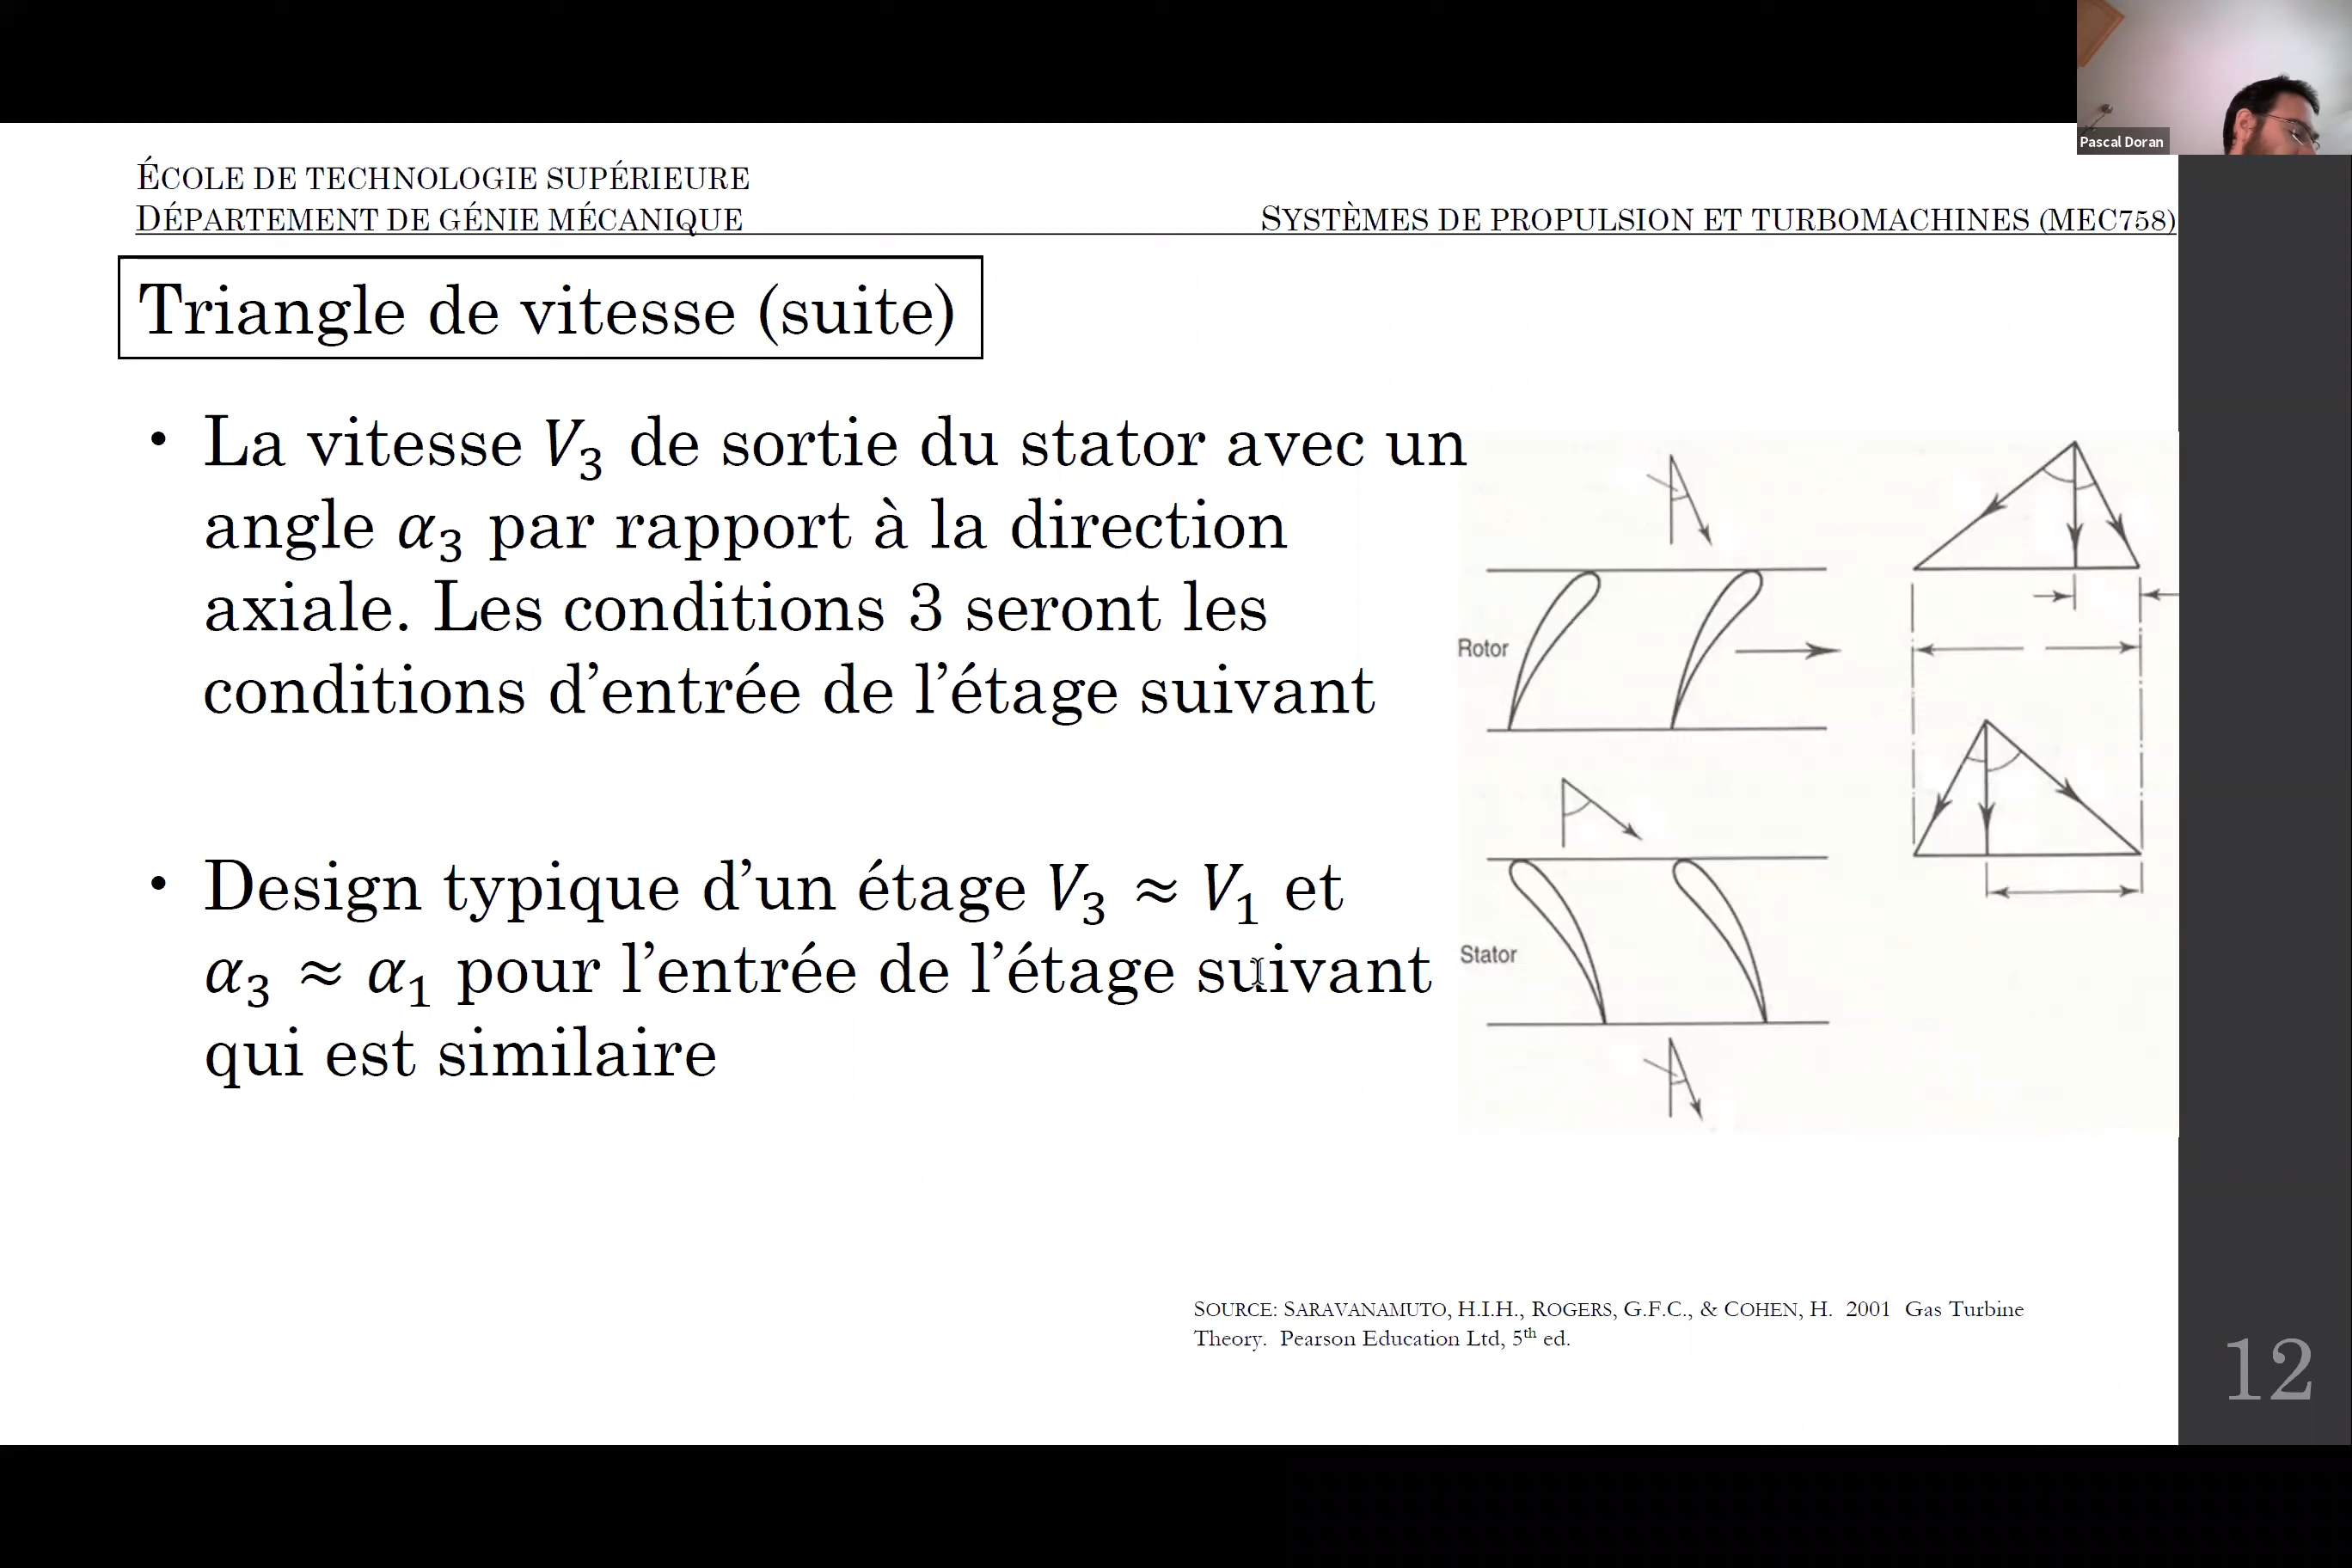 Pascal Doran
ÉCOLE DE TECHNOLOGIE SUPÉRIEURE
DÉPARTEMENT DE GÉNIE MÉCANIQUE
SYSTÈMES DE PROPULSION ET TURBOMACHINES (MEC758)
Triangle de vitesse (suite)
• La vitesse V₃ de sortie du stator avec un
angle α₃ par rapport à la direction
axiale. Les conditions 3 seront les
conditions d’entrée de l’étage suivant
• Design typique d’un étage V₃ ≈ V₁ et
α₃ ≈ α₁ pour l’entrée de l’étage suivant
qui est similaire
Rotor
Stator
SOURCE: SARAVANAMUTO, H.I.H., ROGERS, G.F.C., & COHEN, H. 2001 Gas Turbine
Theory. Pearson Education Ltd, 5th ed.
12